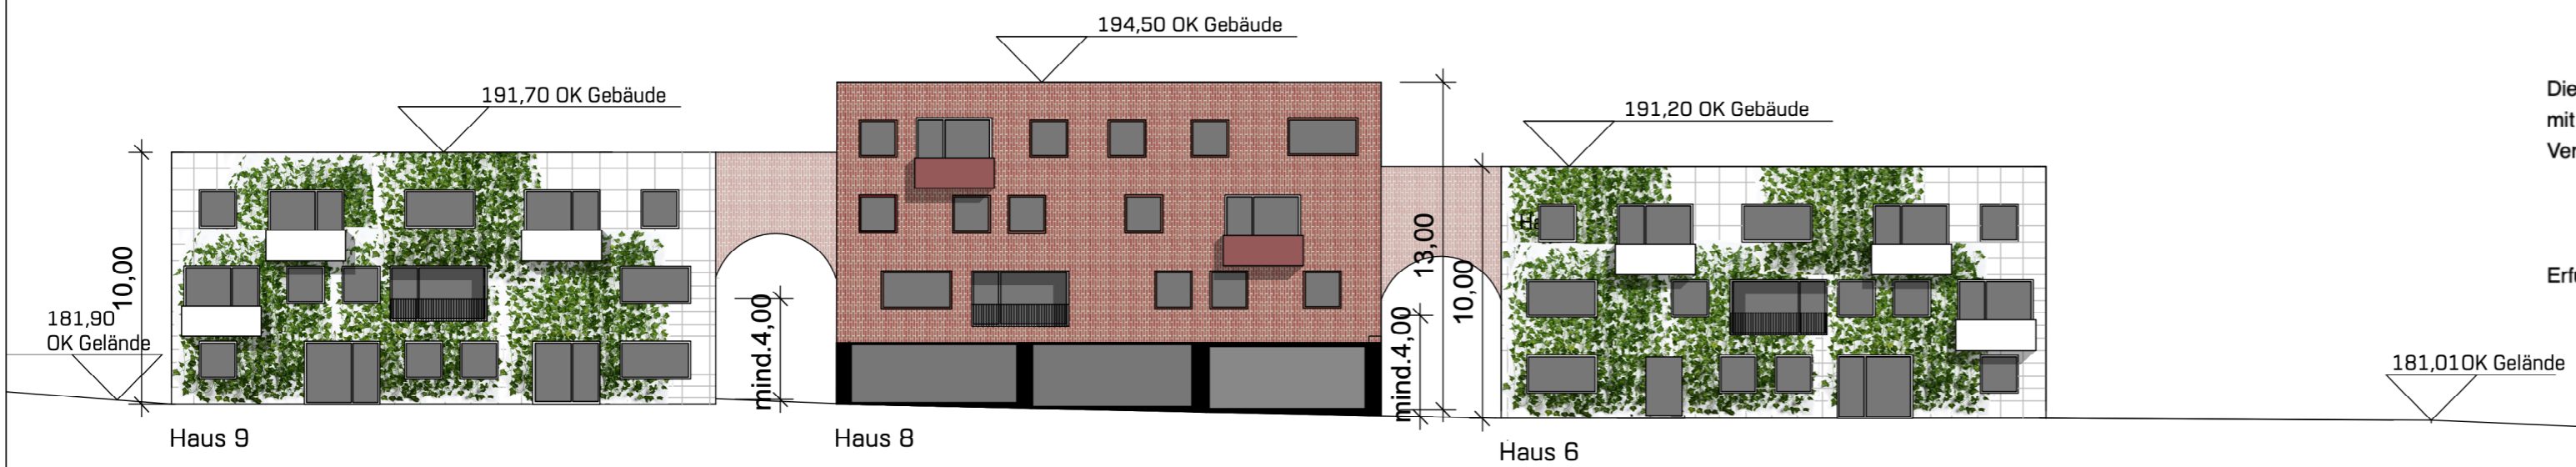 194,50 OK Gebäude
191,70 OK Gebäude
191,20 OK Gebäude
10,00
181,90
OK Gelände
mind.4,00
13,00
10,00
mind.4,00
181,01OK Gelände
Haus 9
Haus 8
Haus 6
Die
mit